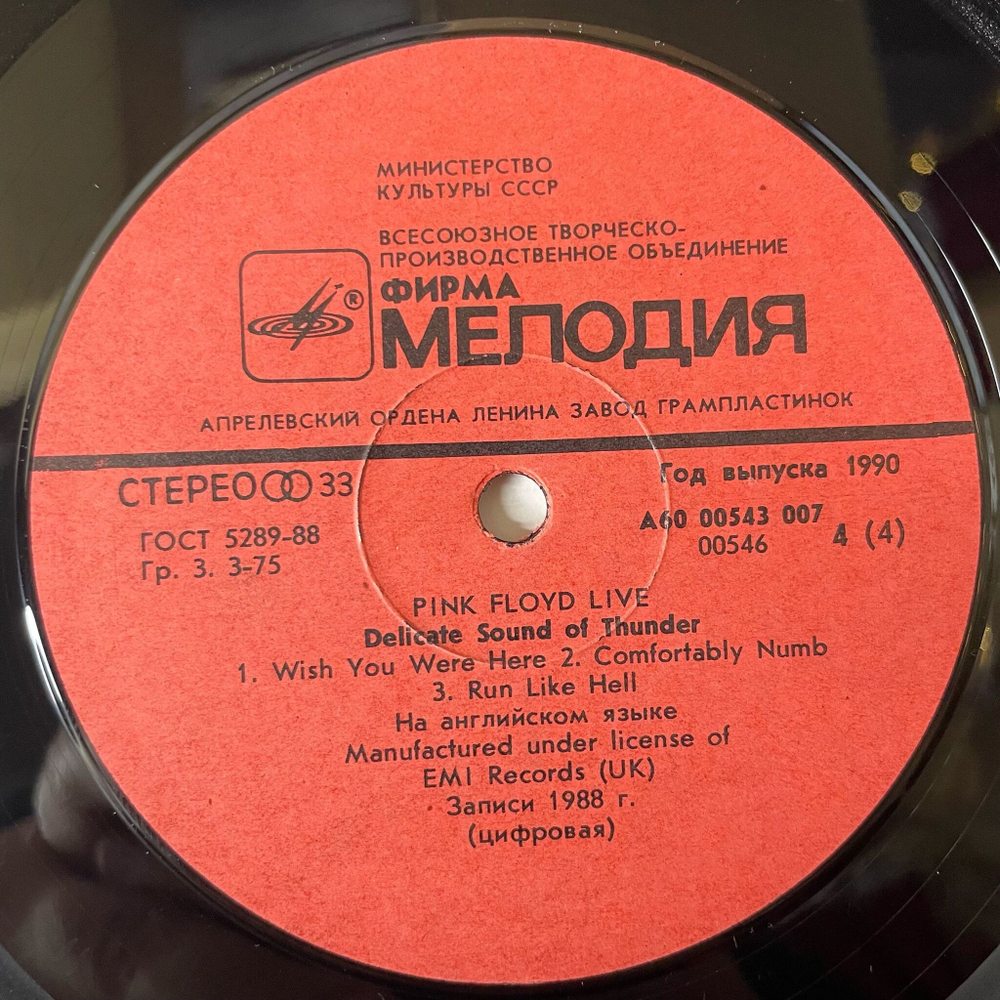 МИНИСТЕРСТВО
КУЛЬТУРЫ СССР
ВСЕСОЮЗНОЕ ТВОРЧЕСКО-
ПРОИЗВОДСТВЕННОЕ ОБЪЕДИНЕНИЕ
®
ФИРМА
МЕЛОДИЯ
АПРЕЛЕВСКИЙ ОРДЕНА ЛЕНИНА ЗАВОД ГРАМПЛАСТИНОК
СТЕРЕО 33
Год выпуска 1990
ГОСТ 5289-88
Гр. 3. 3-75
А60 00543 007
00546
4 (4)
PINK FLOYD LIVE
Delicate Sound of Thunder
1. Wish You Were Here 2. Comfortably Numb
3. Run Like Hell
На английском языке
Manufactured under license of
EMI Records (UK)
Записи 1988 г.
(цифровая)